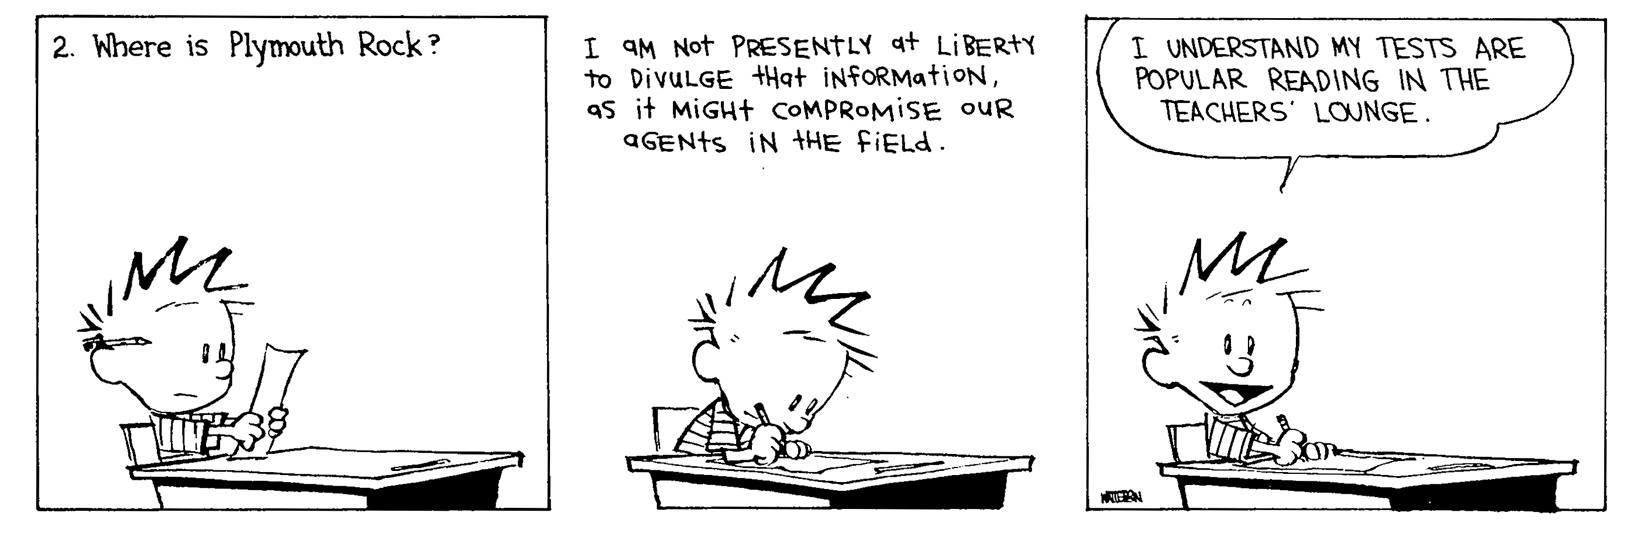 2. Where is Plymouth Rock?
I am Not PRESENtLY at LiBERtY
to DiVULGE tHat iNfORMatiON,
as it MiGHt COMPROMiSE OUR
aGENts iN tHE fiELd.
I UNDERSTAND MY TESTS ARE
POPULAR READING IN THE
TEACHERS' LOUNGE.
WATTERSON